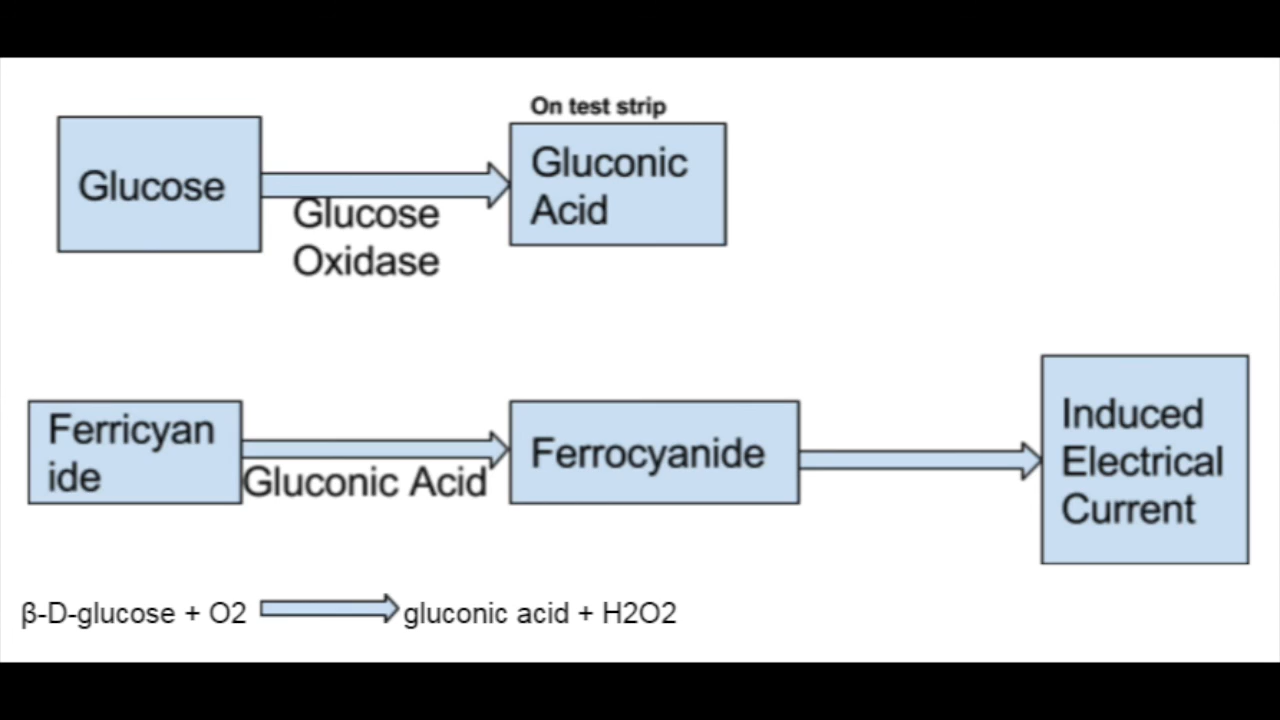 On test strip
Glucose
Gluconic
Acid
Glucose
Oxidase
Ferricyan
ide
Gluconic Acid
Ferrocyanide
Induced
Electrical
Current
β-D-glucose + O2 gluconic acid + H2O2